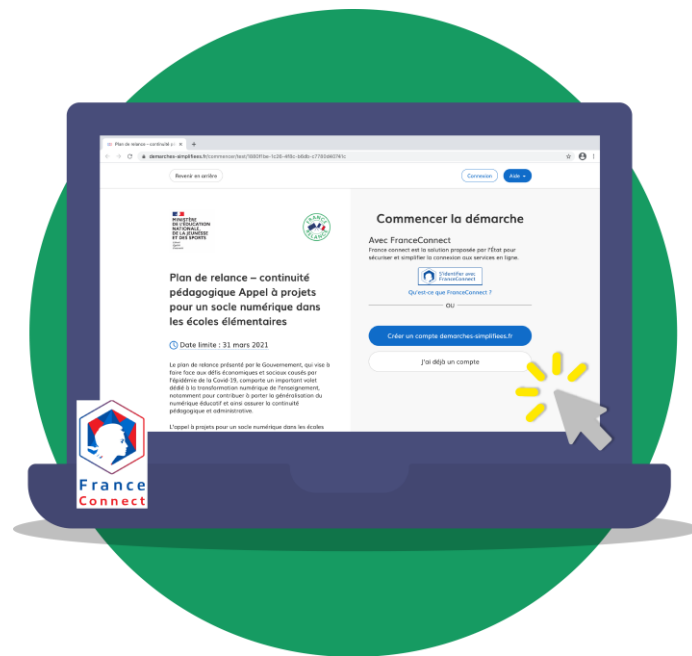 Plan de relance – continuité p
demarches-simplifiees.fr/commencer/test/
Revenir en arrière
Connexion
Aide
MINISTÈRE
DE L'ÉDUCATION
NATIONALE,
DE LA JEUNESSE
ET DES SPORTS
FRANCE
RELANCE
Plan de relance – continuité
pédagogique Appel à projets
pour un socle numérique dans
les écoles élémentaires
Date limite : 31 mars 2021
Le plan de relance présenté par le Gouvernement, qui vise à
faire face aux défis économiques et sociaux causés par
l'épidémie de la Covid-19, comporte un important volet
dédié à la transformation numérique de l'enseignement,
notamment pour contribuer à porter la généralisation du
numérique éducatif et ainsi assurer la continuité
pédagogique et administrative.
L'appel à projets pour un socle numérique dans les écoles
Commencer la démarche
Avec FranceConnect
France connect est la solution proposée par l'État pour
sécuriser et simplifier la connexion aux services en ligne.
S'identifier avec
FranceConnect
Qu'est-ce que FranceConnect ?
OU
Créer un compte demarches-simplifiees.fr
J'ai déjà un compte
France
Connect